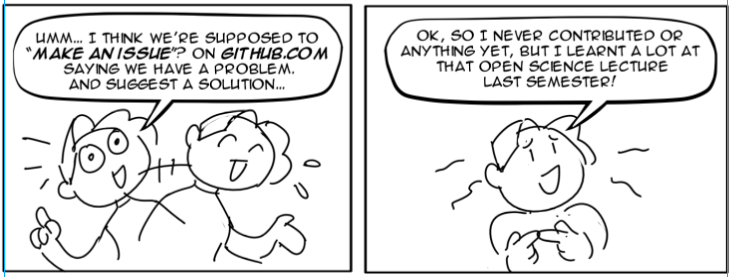 UMM... I THINK WE'RE SUPPOSED TO
"MAKE AN ISSUE"? ON GITHUB.COM
SAYING WE HAVE A PROBLEM.
AND SUGGEST A SOLUTION...
OK, SO I NEVER CONTRIBUTED OR
ANYTHING YET, BUT I LEARNT A LOT AT
THAT OPEN SCIENCE LECTURE
LAST SEMESTER!